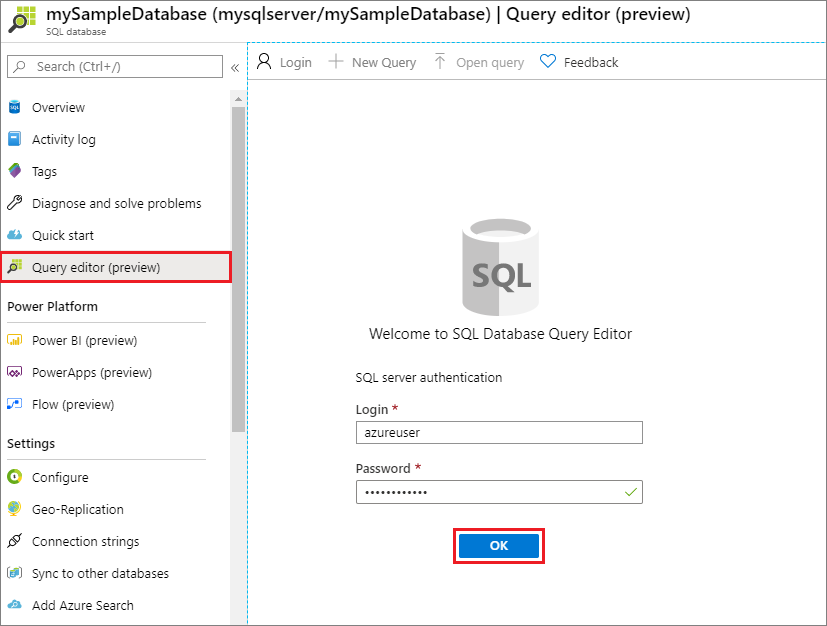 mySampleDatabase (mysqlserver/mySampleDatabase) | Query editor (preview)
SQL database
Search (Ctrl+/)
«
Login
New Query
Open query
Feedback
SQL
Overview
Activity log
Tags
Diagnose and solve problems
Quick start
Query editor (preview)
Power Platform
Power BI (preview)
PowerApps (preview)
Flow (preview)
Settings
Configure
Geo-Replication
Connection strings
Sync to other databases
Add Azure Search
SQL
Welcome to SQL Database Query Editor
SQL server authentication
Login *
azureuser
Password *
••••••••••••
OK